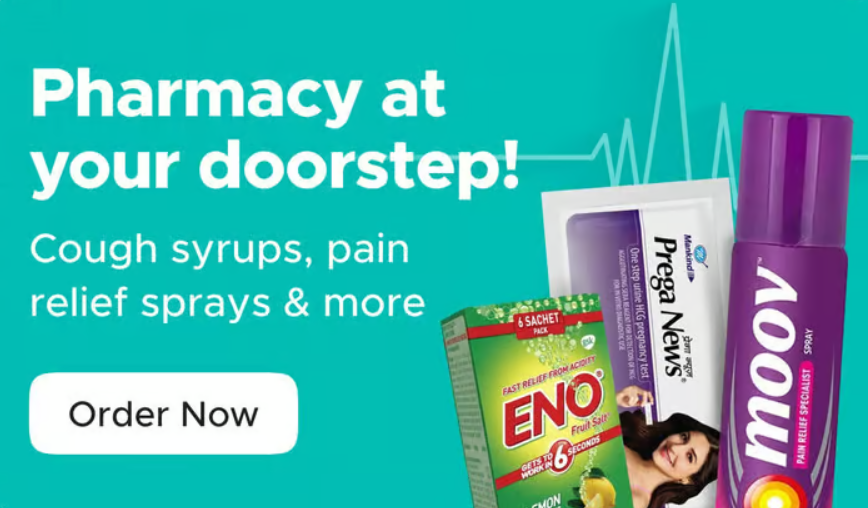 Pharmacy at
your doorstep!
Cough syrups, pain
relief sprays & more
Order Now
6 SACHET
PACK
FAST RELIEF FROM ACIDITY
ENO
Fruit Salt
GETS TO
WORK IN 6 SECONDS
LEMON
Mankind
Prega News
प्रेगा न्यूज़
One step urine HCG pregnancy test
moov
SPRAY
PAIN RELIEF SPECIALIST